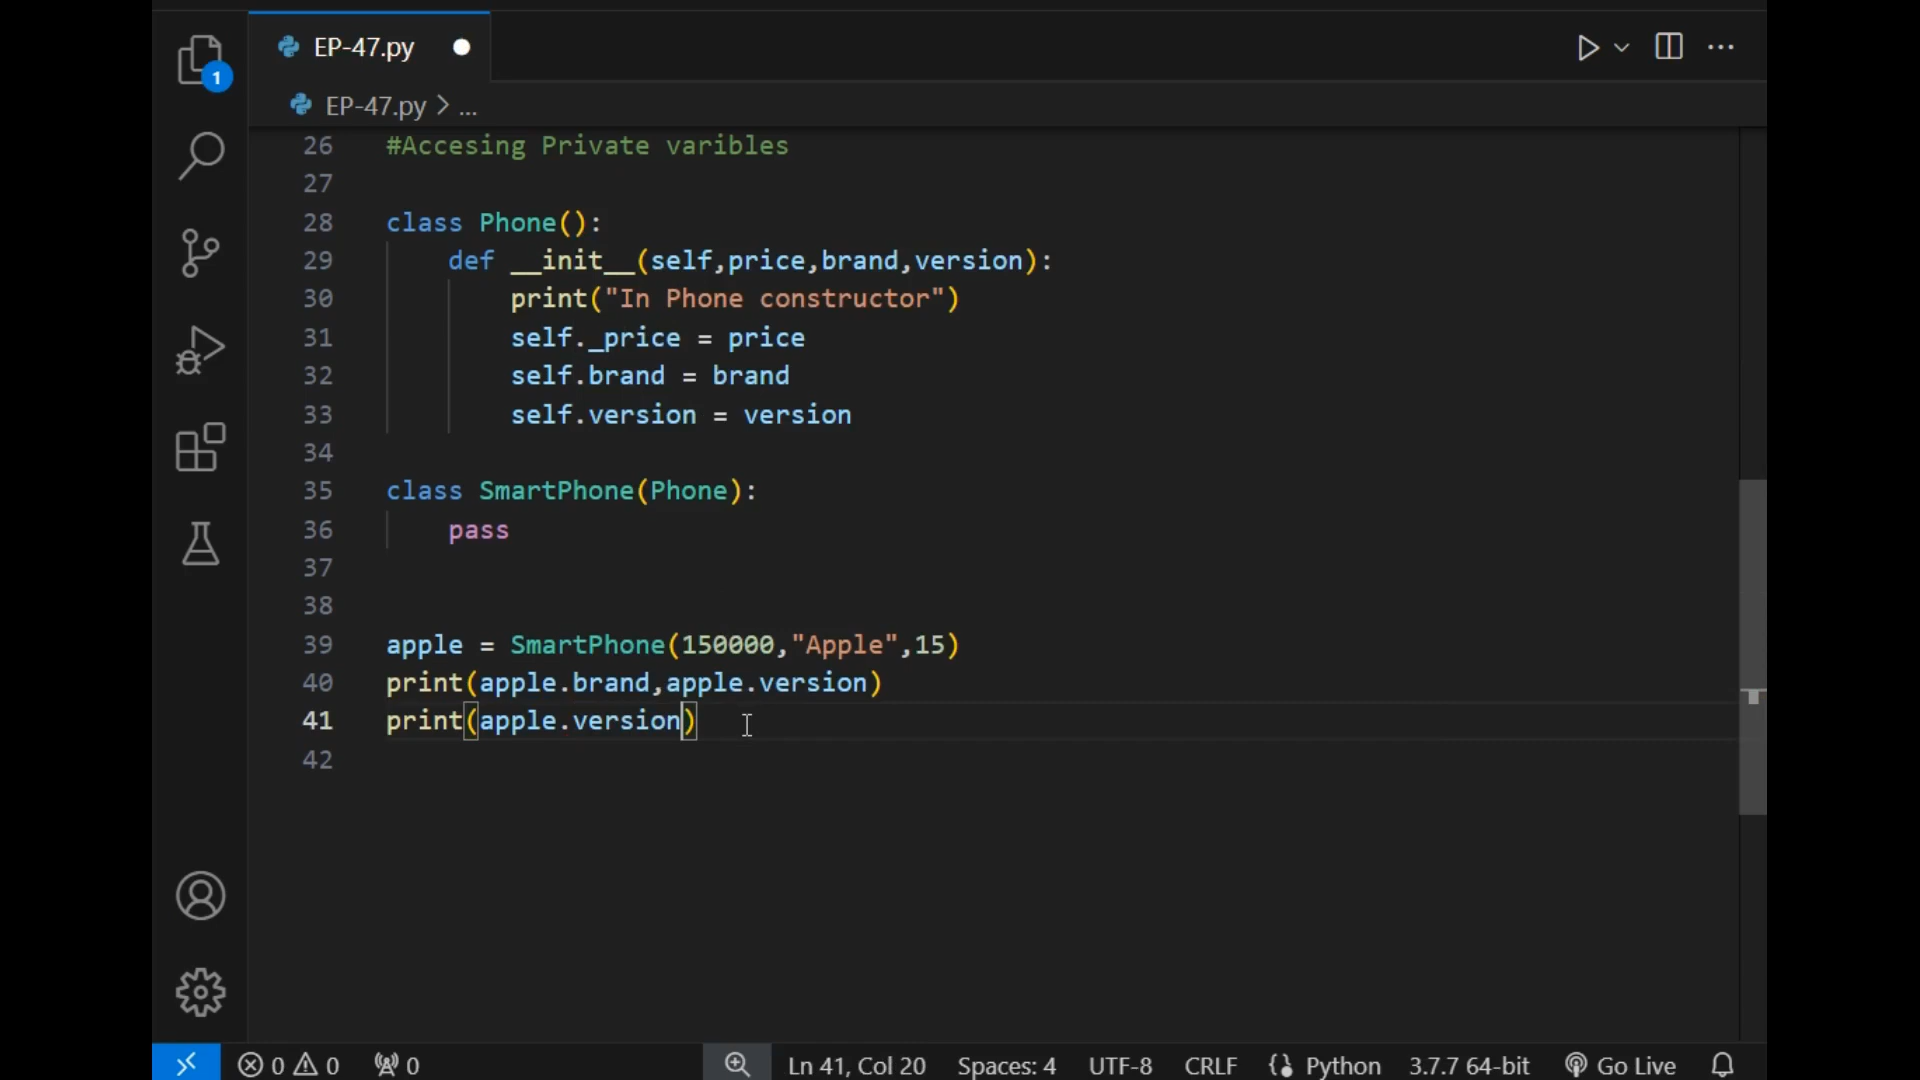 EP-47.py
1
EP-47.py > ...
26 #Accesing Private varibles
27
28 class Phone():
29 def __init__(self,price,brand,version):
30 print("In Phone constructor")
31 self._price = price
32 self.brand = brand
33 self.version = version
34
35 class SmartPhone(Phone):
36 pass
37
38
39 apple = SmartPhone(150000,"Apple",15)
40 print(apple.brand,apple.version)
41 print(apple.version)
42
0 0 0 Ln 41, Col 20 Spaces: 4 UTF-8 CRLF Python 3.7.7 64-bit Go Live